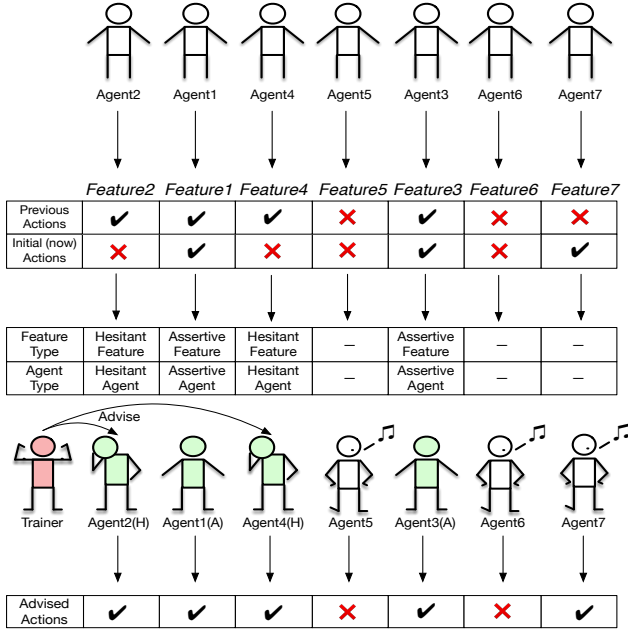 Agent2 Agent1 Agent4 Agent5 Agent3 Agent6 Agent7
Feature2 Feature1 Feature4 Feature5 Feature3 Feature6 Feature7
Previous
Actions ✔ ✔ ✔ ✕ ✔ ✕ ✕
Initial (now)
Actions ✕ ✔ ✕ ✕ ✔ ✕ ✔
Feature Hesitant Assertive Hesitant – Assertive – –
Type Feature Feature Feature Feature
Agent Hesitant Assertive Hesitant – Assertive – –
Type Agent Agent Agent Agent
Advise
Trainer Agent2(H) Agent1(A) Agent4(H) Agent5 Agent3(A) Agent6 Agent7
Advised
Actions ✔ ✔ ✔ ✕ ✔ ✕ ✔